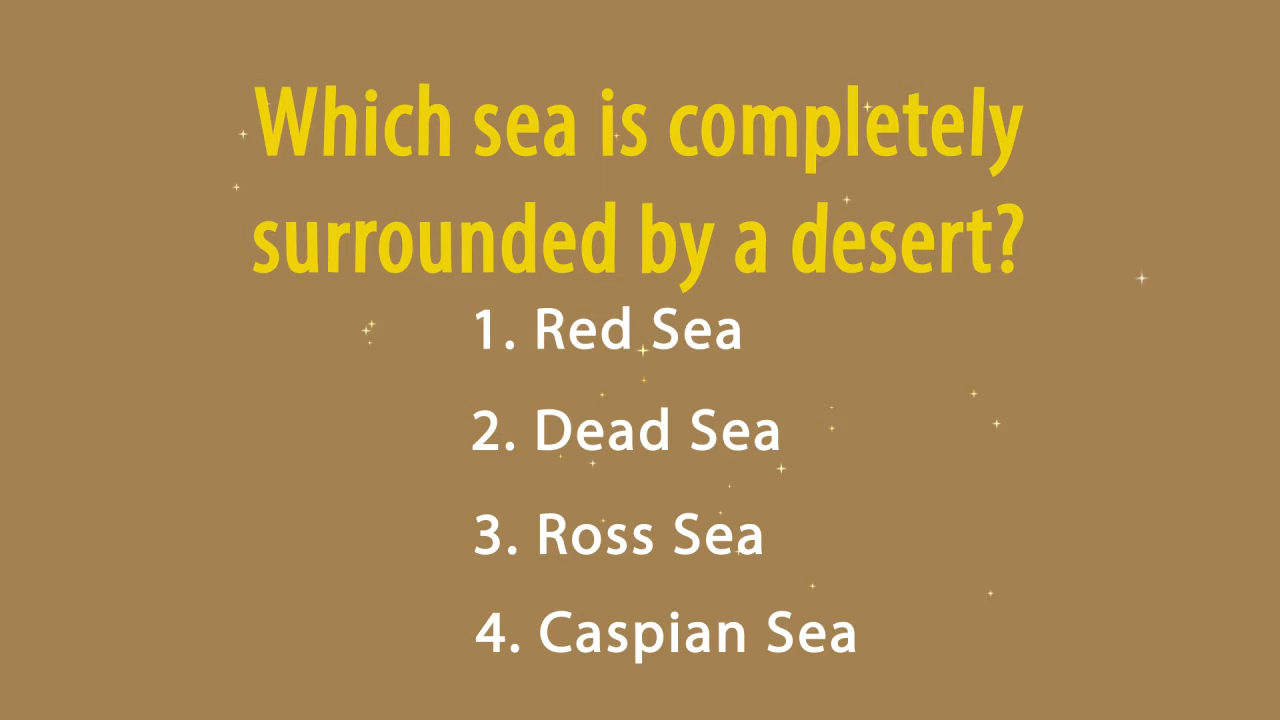 Which sea is completely
surrounded by a desert?
1. Red Sea
2. Dead Sea
3. Ross Sea
4. Caspian Sea